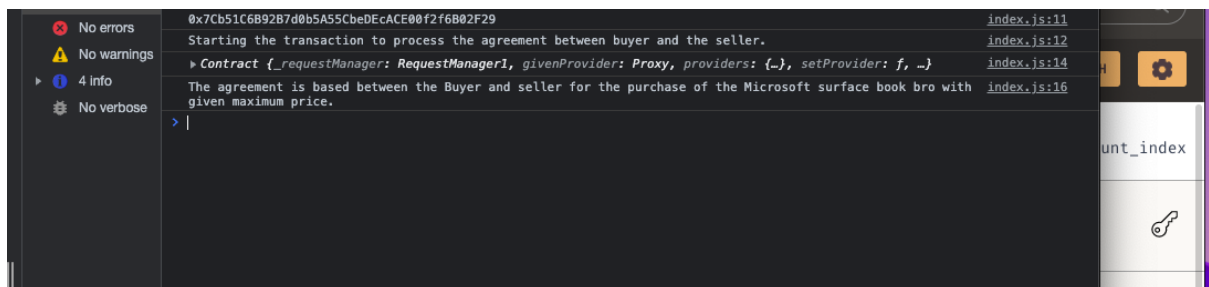 No errors
No warnings
4 info
No verbose
0x7Cb51C6B92B7d0b5A55CbeDEcACE00f2f6B02F29 index.js:11
Starting the transaction to process the agreement between buyer and the seller. index.js:12
▸Contract {_requestManager: RequestManager1, givenProvider: Proxy, providers: {…}, setProvider: ƒ, …} index.js:14
The agreement is based between the Buyer and seller for the purchase of the Microsoft surface book bro with index.js:16
given maximum price.
>
H
unt_index